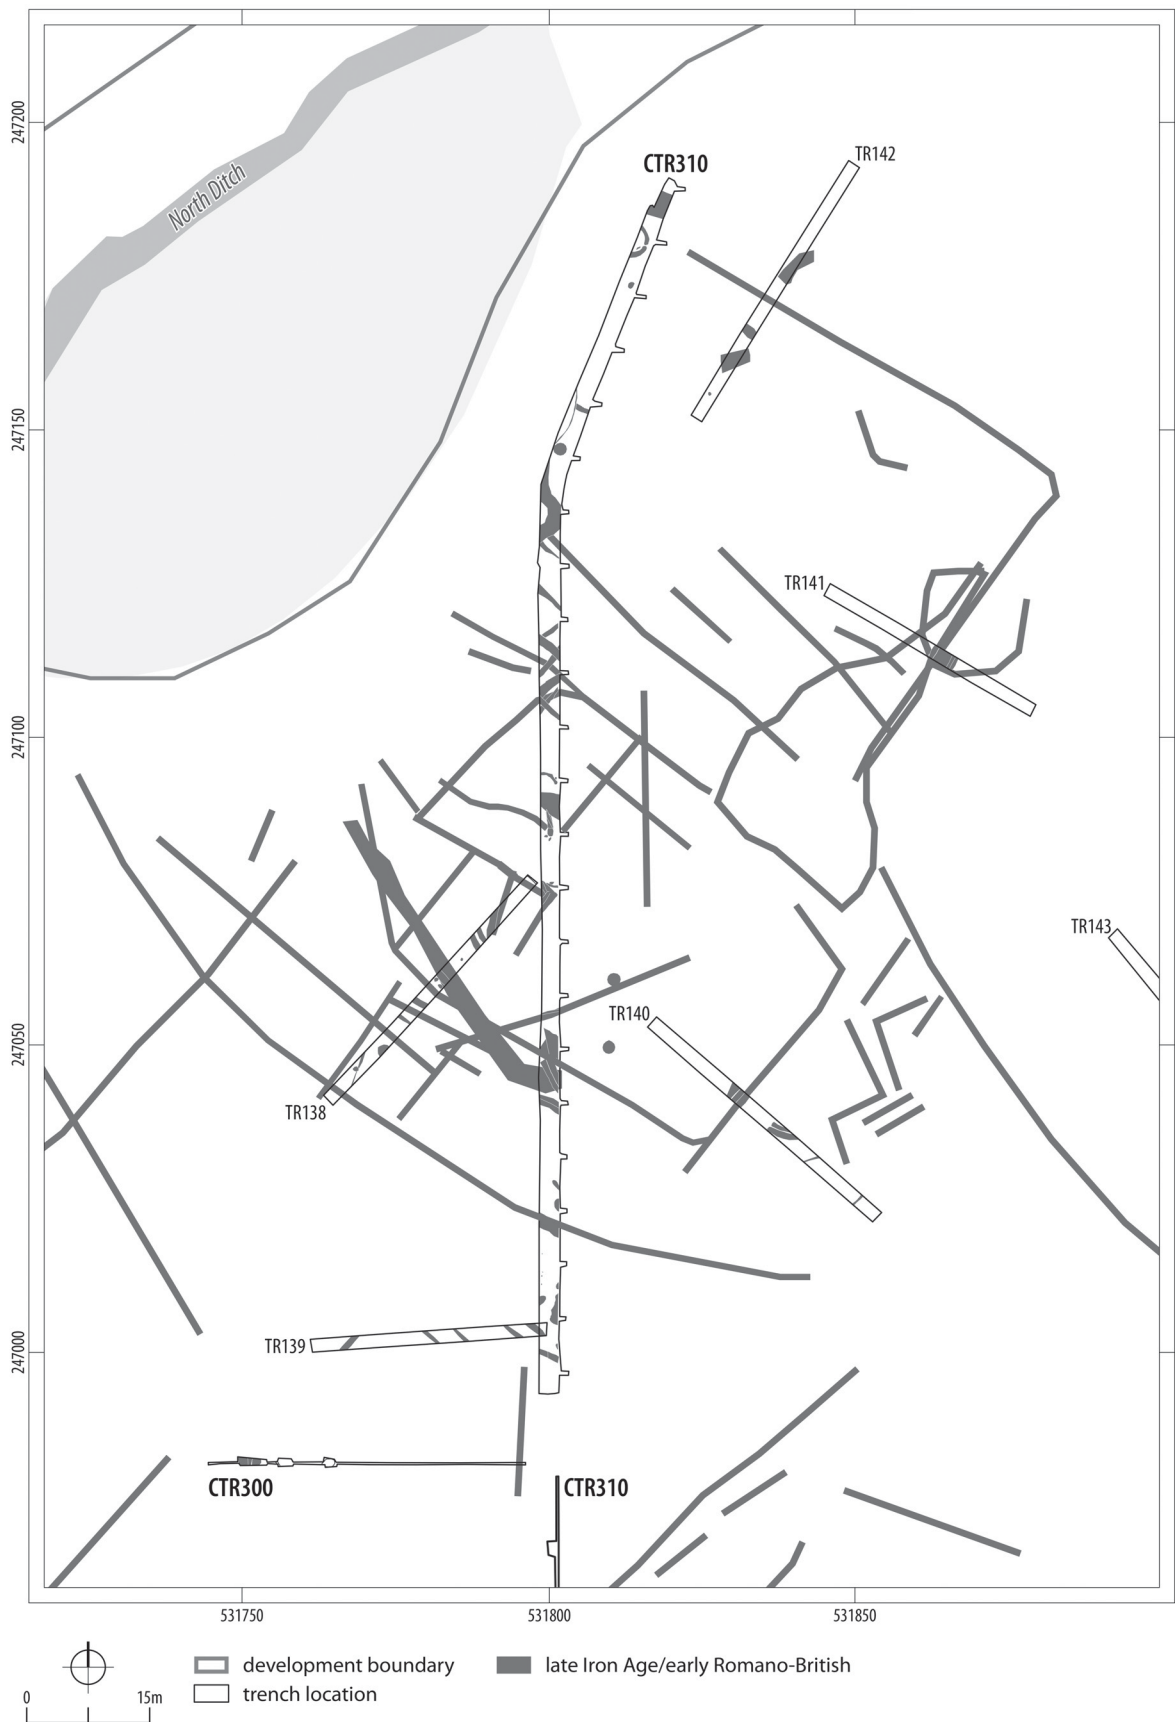 CTR310
TR142
247200
North Ditch
247150
TR141
247100
TR143
TR140
247050
TR138
TR139
247000
CTR300
CTR310
531750
531800
531850
development boundary
late Iron Age/early Romano-British
trench location
0
15m